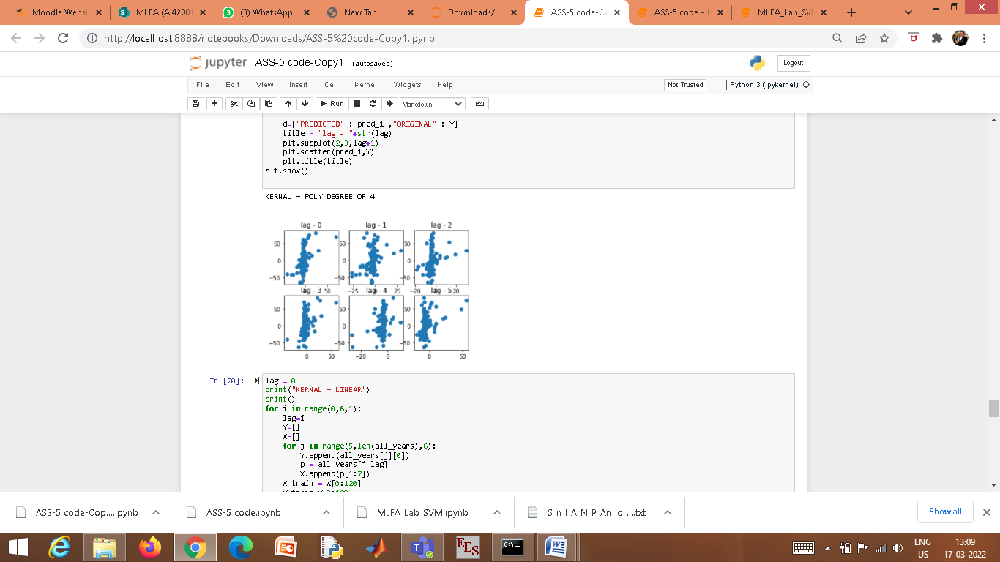 Moodle Websi
MLFA (AI42001
(3) WhatsApp
New Tab
Downloads/
ASS-5 code-Co
ASS-5 code - J
MLFA_Lab_SVM
http://localhost:8888/notebooks/Downloads/ASS-5%20code-Copy1.ipynb
jupyter ASS-5 code-Copy1 (autosaved)
Logout
File Edit View Insert Cell Kernel Widgets Help
Not Trusted
Python 3 (ipykernel)
Run
Markdown
d={"PREDICTED" : pred_1 ,"ORIGINAL" : Y}
title = "lag - "+str(lag)
plt.subplot(2,3,lag+1)
plt.scatter(pred_1,Y)
plt.title(title)
plt.show()
KERNAL = POLY DEGREE OF 4
lag - 0 lag - 1 lag - 2
50 50 50
0 0 0
−50 −50 −50
0 50 −25 0 25 −20 0 20
lag - 3 lag - 4 lag - 5
50 50 50
0 0 0
−50 −50 −50
0 50 −20 0 0 50
In [20]:
lag = 0
print("KERNAL = LINEAR")
print()
for i in range(0,6,1):
lag=i
Y=[]
X=[]
for j in range(5,len(all_years),6):
Y.append(all_years[j][0])
p = all_years[j-lag]
X.append(p[1:7])
X_train = X[0:120]
ASS-5 code-Cop....ipynb
ASS-5 code.ipynb
MLFA_Lab_SVM.ipynb
S_n_I_A_N_P_An_Io_....txt
Show all
EES
C:\
ENG
US
13:09
17-03-2022